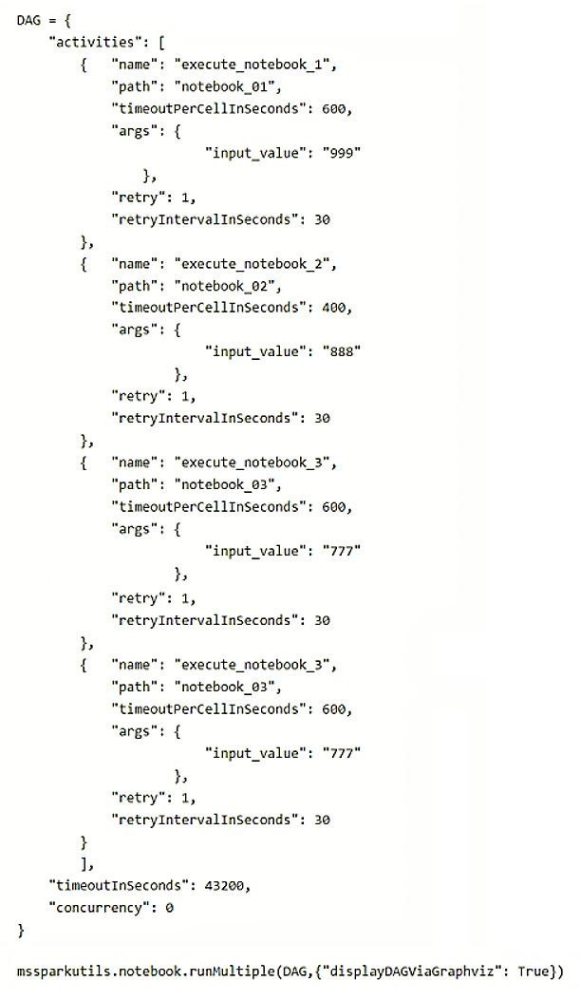 DAG = {
    "activities": [
        {   "name": "execute_notebook_1",
            "path": "notebook_01",
            "timeoutPerCellInSeconds": 600,
            "args": {
                        "input_value": "999"
                },
            "retry": 1,
            "retryIntervalInSeconds": 30
        },
        {   "name": "execute_notebook_2",
            "path": "notebook_02",
            "timeoutPerCellInSeconds": 400,
            "args": {
                        "input_value": "888"
                    },
            "retry": 1,
            "retryIntervalInSeconds": 30
        },
        {   "name": "execute_notebook_3",
            "path": "notebook_03",
            "timeoutPerCellInSeconds": 600,
            "args": {
                        "input_value": "777"
                    },
            "retry": 1,
            "retryIntervalInSeconds": 30
        },
        {   "name": "execute_notebook_3",
            "path": "notebook_03",
            "timeoutPerCellInSeconds": 600,
            "args": {
                        "input_value": "777"
                    },
            "retry": 1,
            "retryIntervalInSeconds": 30
        }
        ],
    "timeoutInSeconds": 43200,
    "concurrency": 0
}
mssparkutils.notebook.runMultiple(DAG,{"displayDAGViaGraphviz": True})